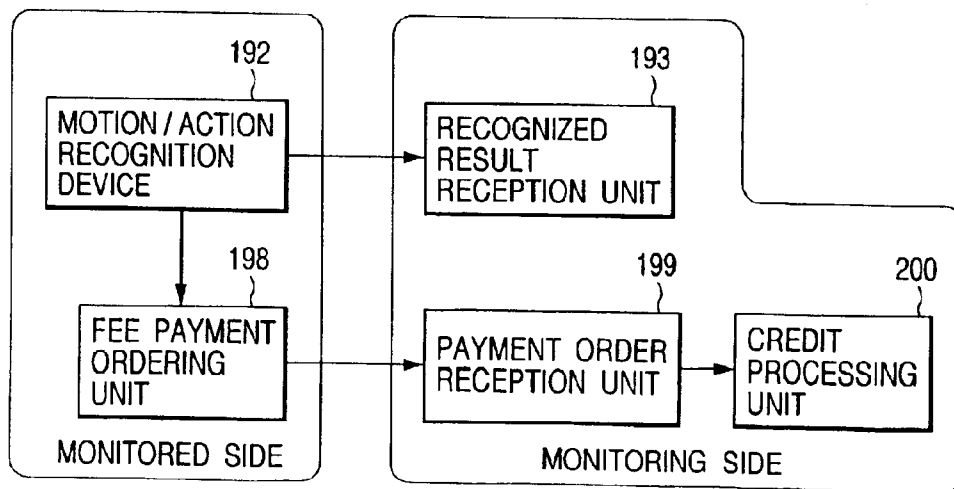 192
MOTION / ACTION
RECOGNITION
DEVICE
193
RECOGNIZED
RESULT
RECEPTION UNIT
198
FEE PAYMENT
ORDERING
UNIT
199
PAYMENT ORDER
RECEPTION UNIT
200
CREDIT
PROCESSING
UNIT
MONITORED SIDE
MONITORING SIDE